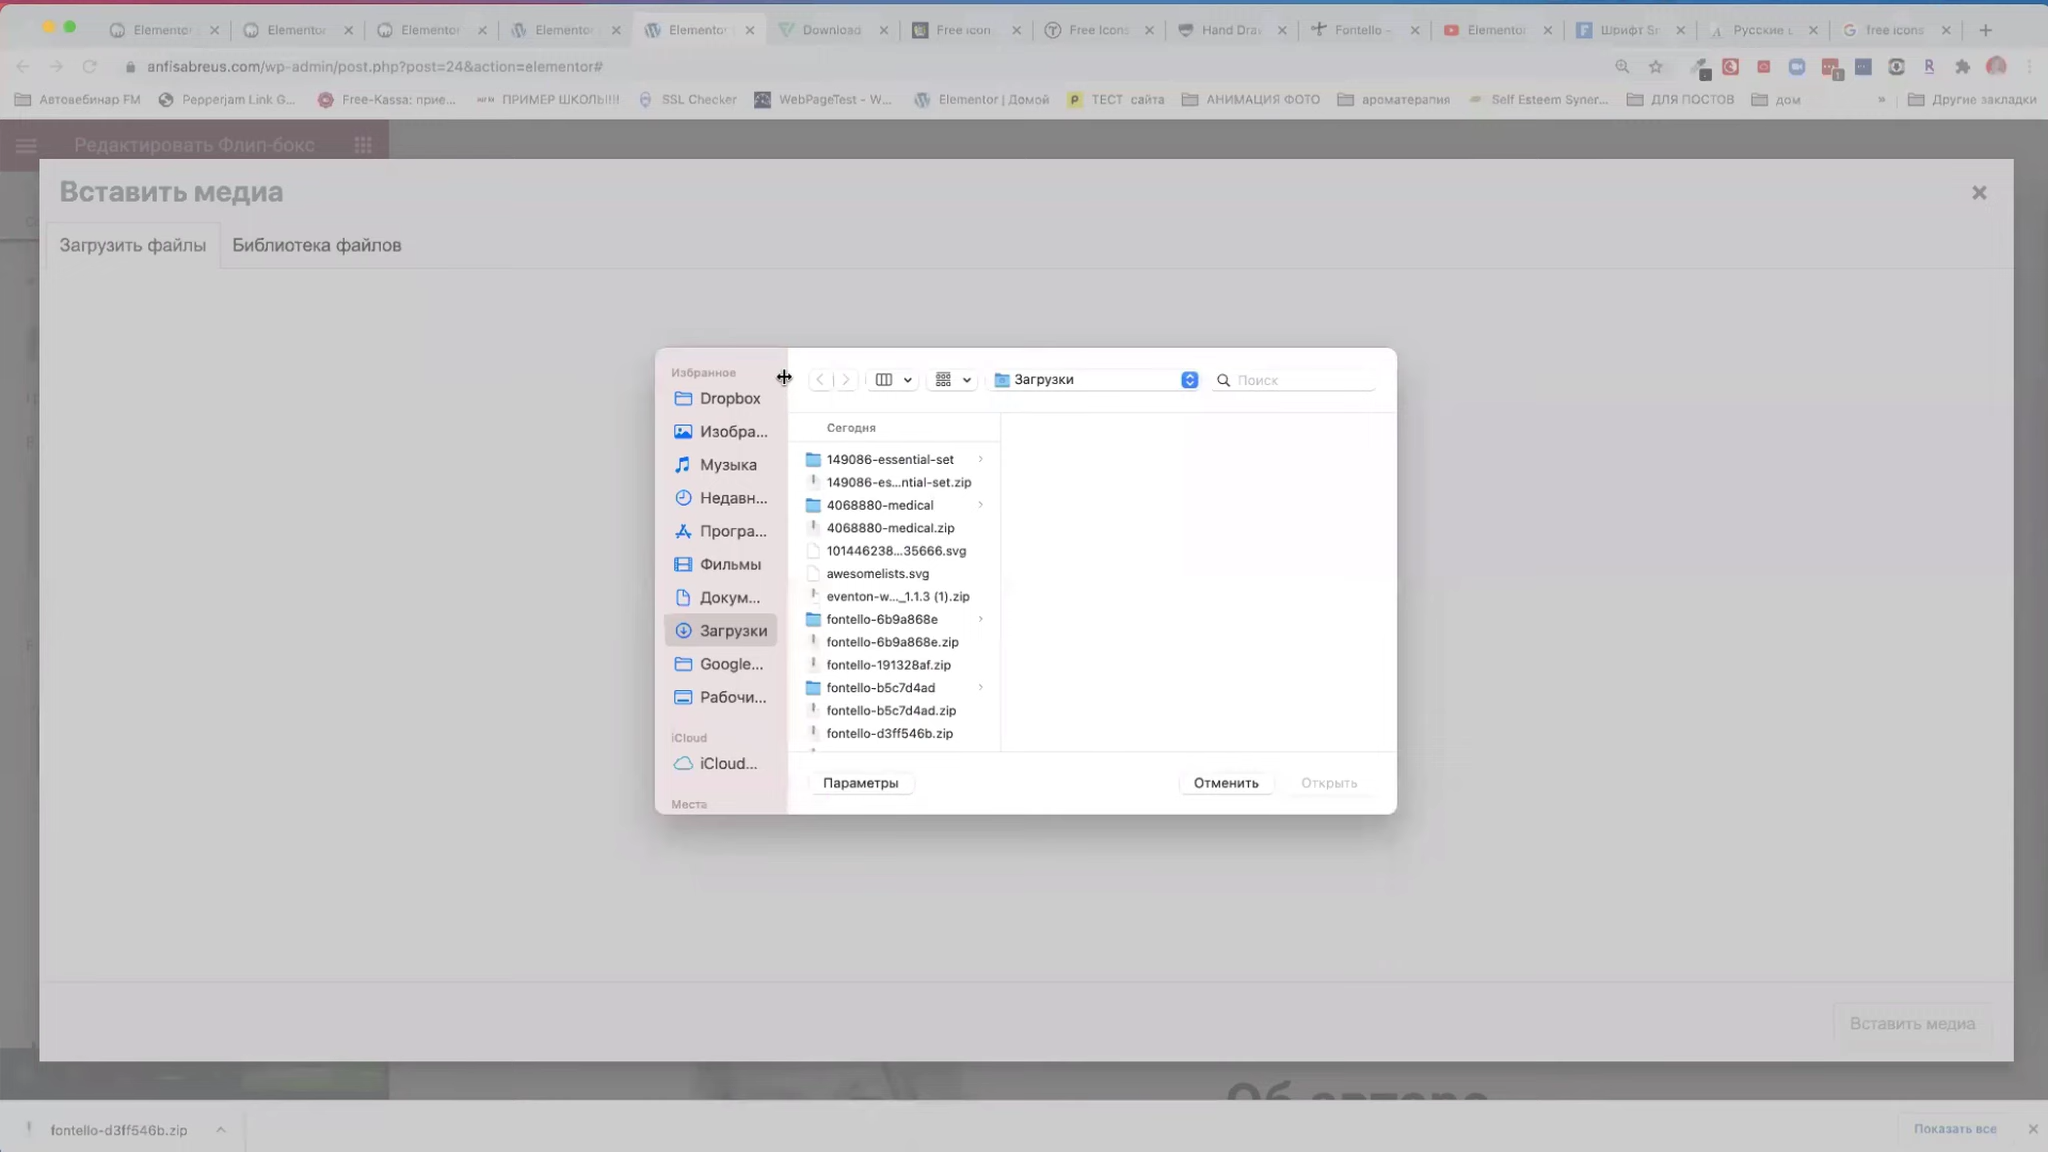 Elementor
Elementor
Elementor
Elementor
Elementor
Download
Free icon
Free Icons
Hand Drav
Fontello -
Elementor
Шрифт Sr
Русские ц
free icons
anfisabreus.com/wp-admin/post.php?post=24&action=elementor#
Автовебинар FM
Pepperjam Link G...
Free-Kassa: прие...
ПРИМЕР ШКОЛЫ!!!!
SSL Checker
WebPageTest - W...
Elementor | Домой
ТЕСТ сайта
АНИМАЦИЯ ФОТО
ароматерапия
Self Esteem Syner...
ДЛЯ ПОСТОВ
дом
»
Другие закладки
Редактировать Флип-бокс
Вставить медиа
Загрузить файлы
Библиотека файлов
Избранное
Dropbox
Изобра...
Музыка
Недавн...
Програ...
Фильмы
Докум...
Загрузки
Google...
Рабочи...
iCloud
iCloud...
Места
Загрузки
Поиск
Сегодня
149086-essential-set
149086-es...ntial-set.zip
4068880-medical
4068880-medical.zip
101446238...35666.svg
awesomelists.svg
eventon-w..._1.1.3 (1).zip
fontello-6b9a868e
fontello-6b9a868e.zip
fontello-191328af.zip
fontello-b5c7d4ad
fontello-b5c7d4ad.zip
fontello-d3ff546b.zip
Параметры
Отменить
Открыть
Вставить медиа
Об авторе
fontello-d3ff546b.zip
Показать все